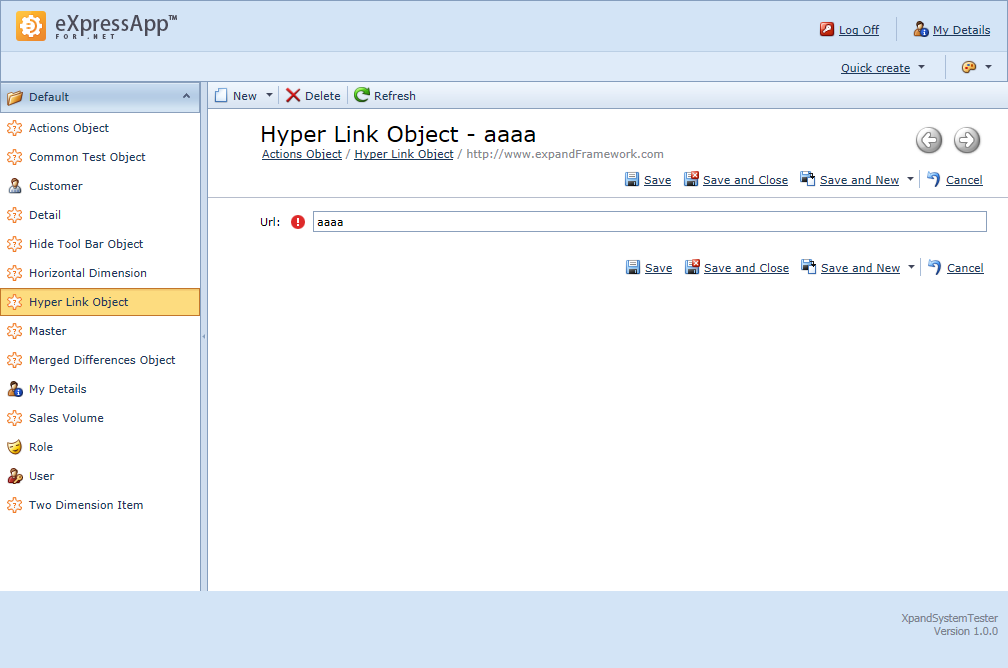 eXpressApp™
FOR .NET
Log Off
My Details
Quick create
Default
Actions Object
Common Test Object
Customer
Detail
Hide Tool Bar Object
Horizontal Dimension
Hyper Link Object
Master
Merged Differences Object
My Details
Sales Volume
Role
User
Two Dimension Item
New Delete Refresh
Hyper Link Object - aaaa
Actions Object / Hyper Link Object / http://www.expandFramework.com
Save Save and Close Save and New Cancel
Url: aaaa
Save Save and Close Save and New Cancel
XpandSystemTester
Version 1.0.0